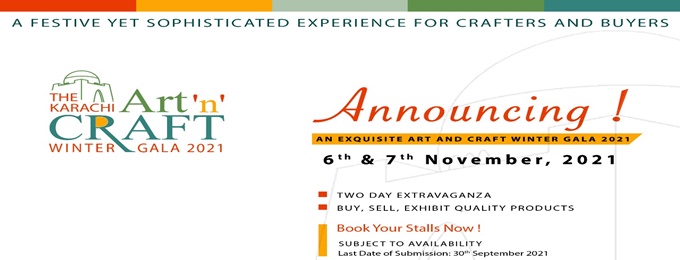 A FESTIVE YET SOPHISTICATED EXPERIENCE FOR CRAFTERS AND BUYERS
THE
KARACHI
Art 'n'
CRAFT
WINTER GALA 2021
Announcing !
AN EXQUISITE ART AND CRAFT WINTER GALA 2021
6th & 7th November, 2021
TWO DAY EXTRAVAGANZA
BUY, SELL, EXHIBIT QUALITY PRODUCTS
Book Your Stalls Now !
SUBJECT TO AVAILABILITY
Last Date of Submission: 30th September 2021